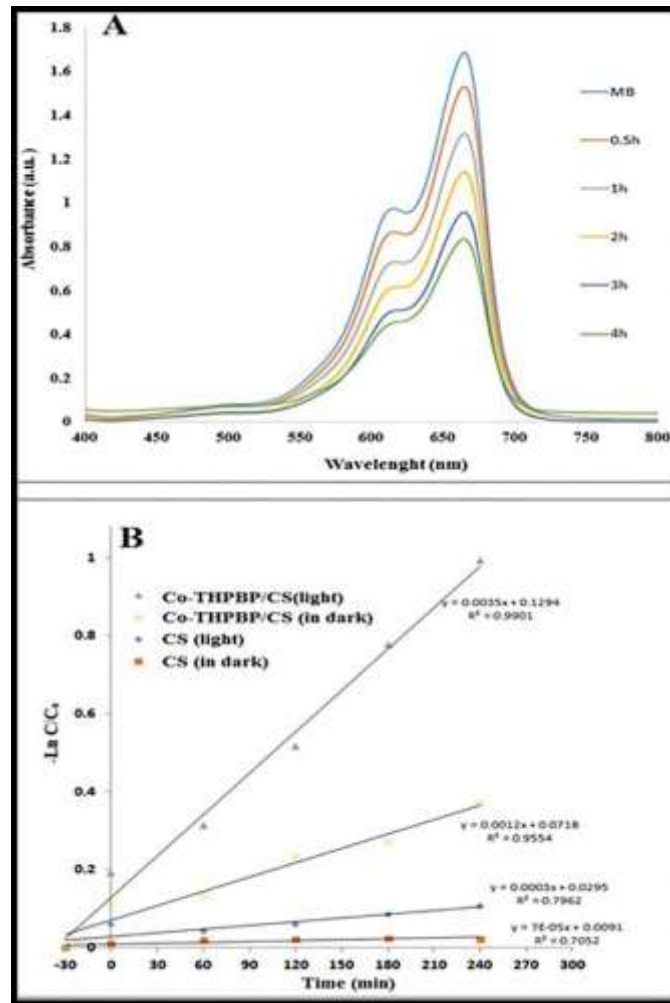 A
1.8
1.6
1.4
1.2
1
0.8
0.6
0.4
0.2
0
Absorbance (a.u.)
400 450 500 550 600 650 700 750 800
Wavelenght (nm)
MB
0.5h
1h
2h
3h
4h
B
1
0.8
0.6
0.4
0.2
0
-Ln C/C₀
Co-THPBP/CS(light)
Co-THPBP/CS (in dark)
CS (light)
CS (in dark)
y = 0.0035x + 0.1294
R² = 0.9901
y = 0.0012x + 0.0718
R² = 0.9554
y = 0.0003x + 0.0295
R² = 0.7962
y = 7E-05x + 0.0091
R² = 0.7052
-30 0 60 120 180 240 300
Time (min)